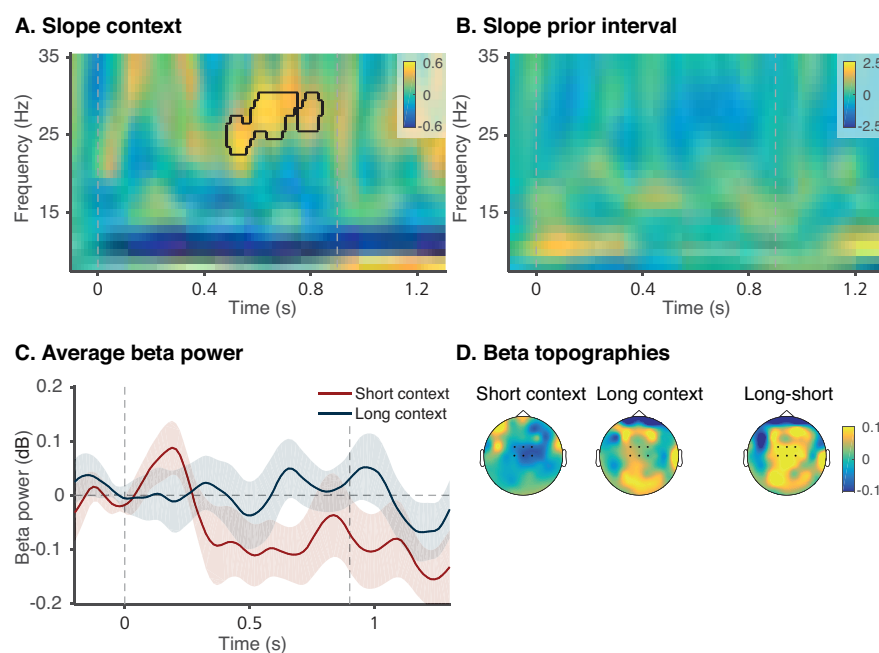 A. Slope context
35
25
15
Frequency (Hz)
0.6
0
-0.6
0
0.4
0.8
1.2
Time (s)
B. Slope prior interval
35
25
15
Frequency (Hz)
2.5
0
-2.5
0
0.4
0.8
1.2
Time (s)
C. Average beta power
0.2
0.1
0
-0.1
-0.2
Beta power (dB)
Short context
Long context
0
0.5
1
Time (s)
D. Beta topographies
Short context
Long context
Long-short
0.1
0
-0.1